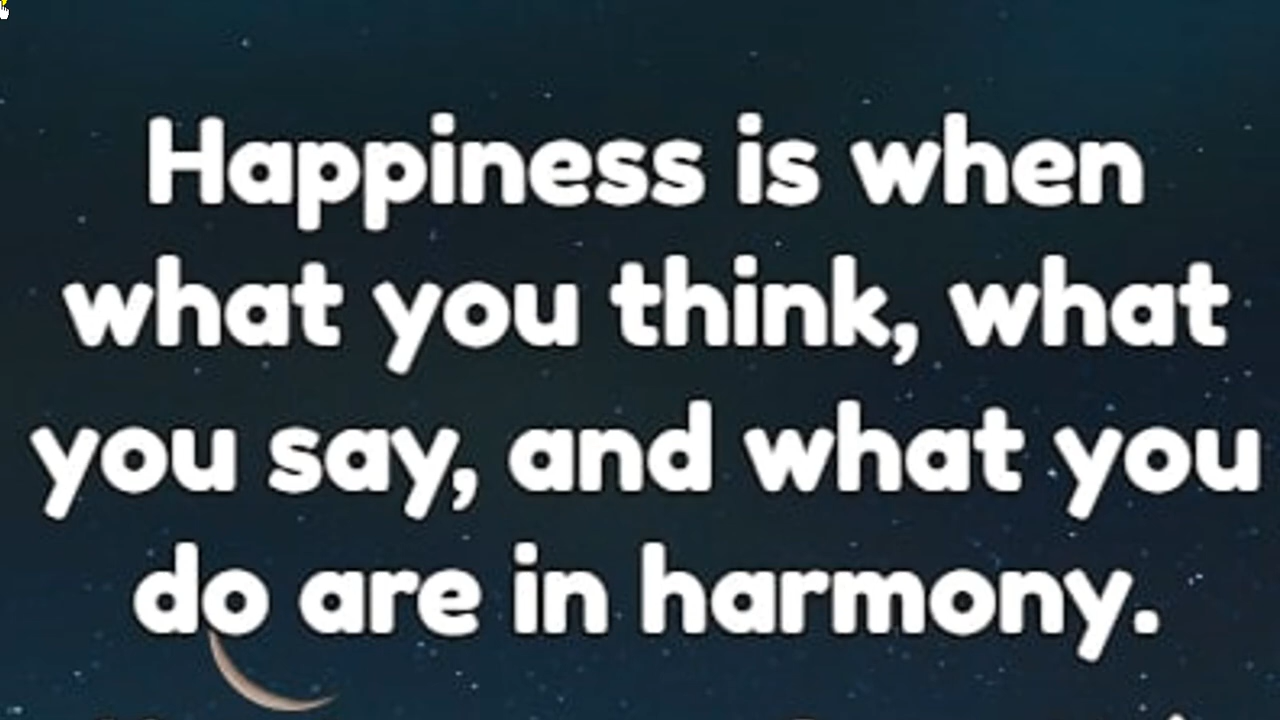 Happiness is when
what you think, what
you say, and what you
do are in harmony.